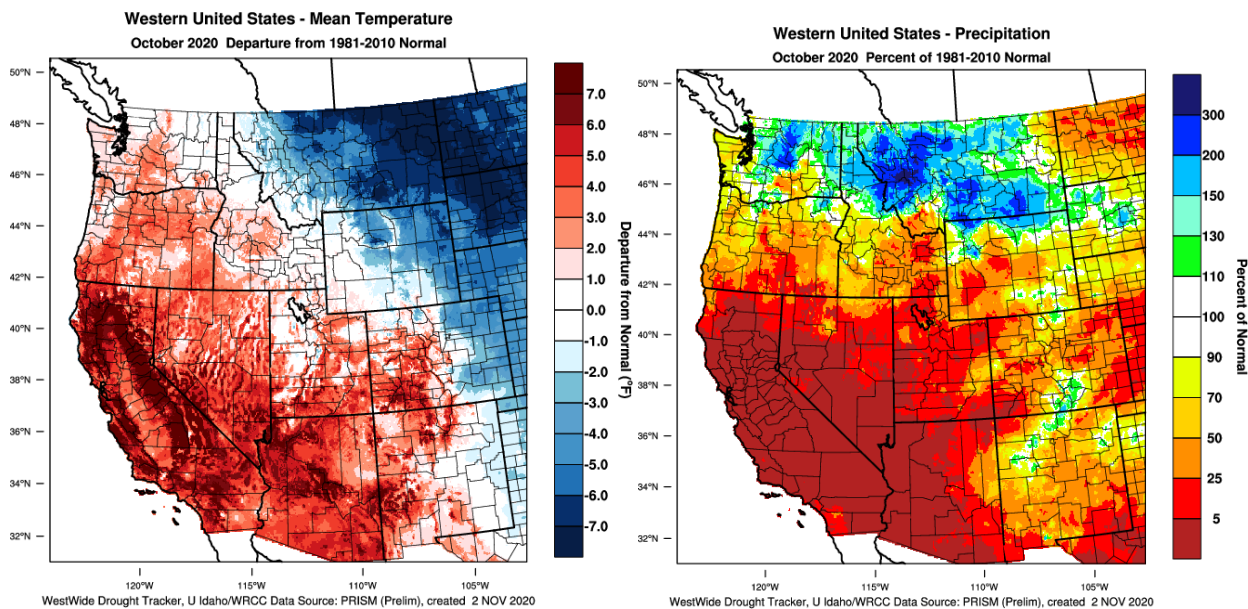 Western United States - Mean Temperature
October 2020 Departure from 1981-2010 Normal
50°N
48°N
46°N
44°N
42°N
40°N
38°N
36°N
34°N
32°N
120°W
115°W
110°W
105°W
7.0
6.0
5.0
4.0
3.0
2.0
1.0
0.0
-1.0
-2.0
-3.0
-4.0
-5.0
-6.0
-7.0
Departure from Normal (°F)
WestWide Drought Tracker, U Idaho/WRCC Data Source: PRISM (Prelim), created 2 NOV 2020
Western United States - Precipitation
October 2020 Percent of 1981-2010 Normal
50°N
48°N
46°N
44°N
42°N
40°N
38°N
36°N
34°N
32°N
120°W
115°W
110°W
105°W
300
200
150
130
110
100
90
70
50
25
5
Percent of Normal
WestWide Drought Tracker, U Idaho/WRCC Data Source: PRISM (Prelim), created 2 NOV 2020